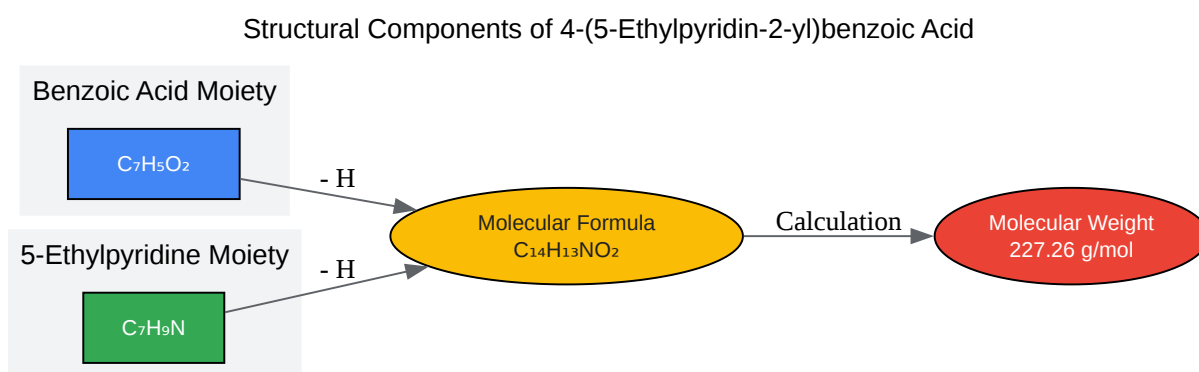 Structural Components of 4-(5-Ethylpyridin-2-yl)benzoic Acid
Benzoic Acid Moiety
C₇H₅O₂
- H
5-Ethylpyridine Moiety
C₇H₉N
- H
Molecular Formula
C₁₄H₁₃NO₂
Calculation
Molecular Weight
227.26 g/mol